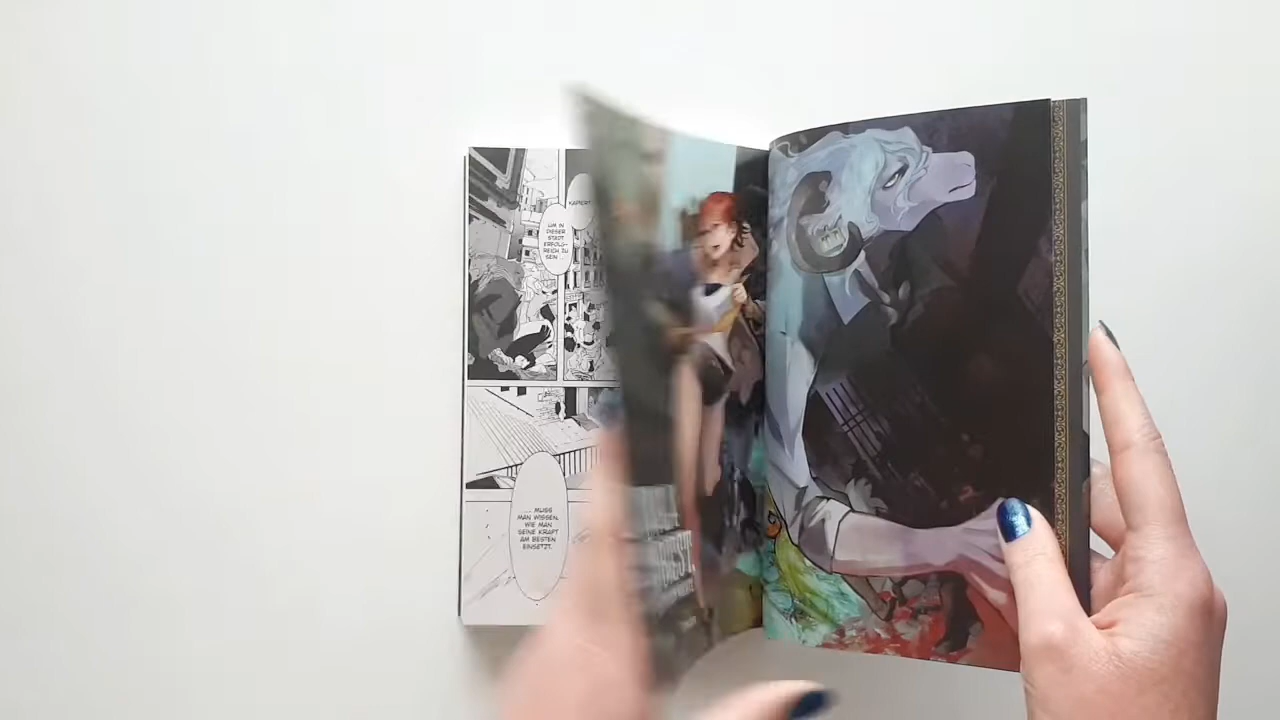 KAPIERT
UM IN
DIESER
STADT
ERFOLG-
REICH ZU
SEIN ...
... MUSS
MAN WISSEN,
WIE MAN
SEINE KRAFT
AM BESTEN
EINSETZT.